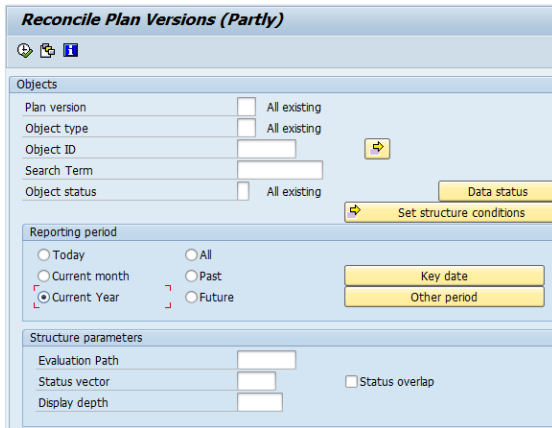 Reconcile Plan Versions (Partly)
Objects
Plan version All existing
Object type All existing
Object ID
Search Term
Object status All existing Data status
Set structure conditions
Reporting period
Today All
Current month Past Key date
Current Year Future Other period
Structure parameters
Evaluation Path
Status vector Status overlap
Display depth